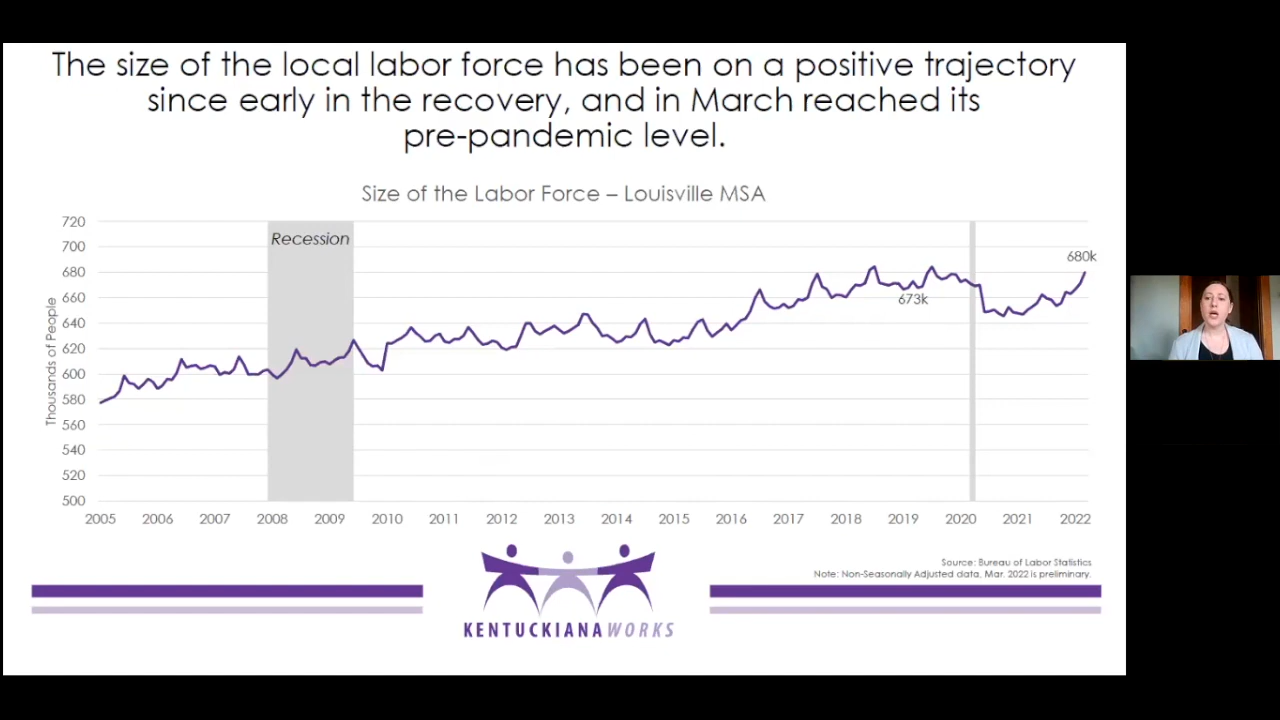 The size of the local labor force has been on a positive trajectory
since early in the recovery, and in March reached its
pre-pandemic level.
Size of the Labor Force – Louisville MSA
Thousands of People
720
700
680
660
640
620
600
580
560
540
520
500
Recession
673k
680k
2005 2006 2007 2008 2009 2010 2011 2012 2013 2014 2015 2016 2017 2018 2019 2020 2021 2022
Source: Bureau of Labor Statistics
Note: Non-Seasonally Adjusted data, Mar. 2022 is preliminary.
KENTUCKIANAWORKS